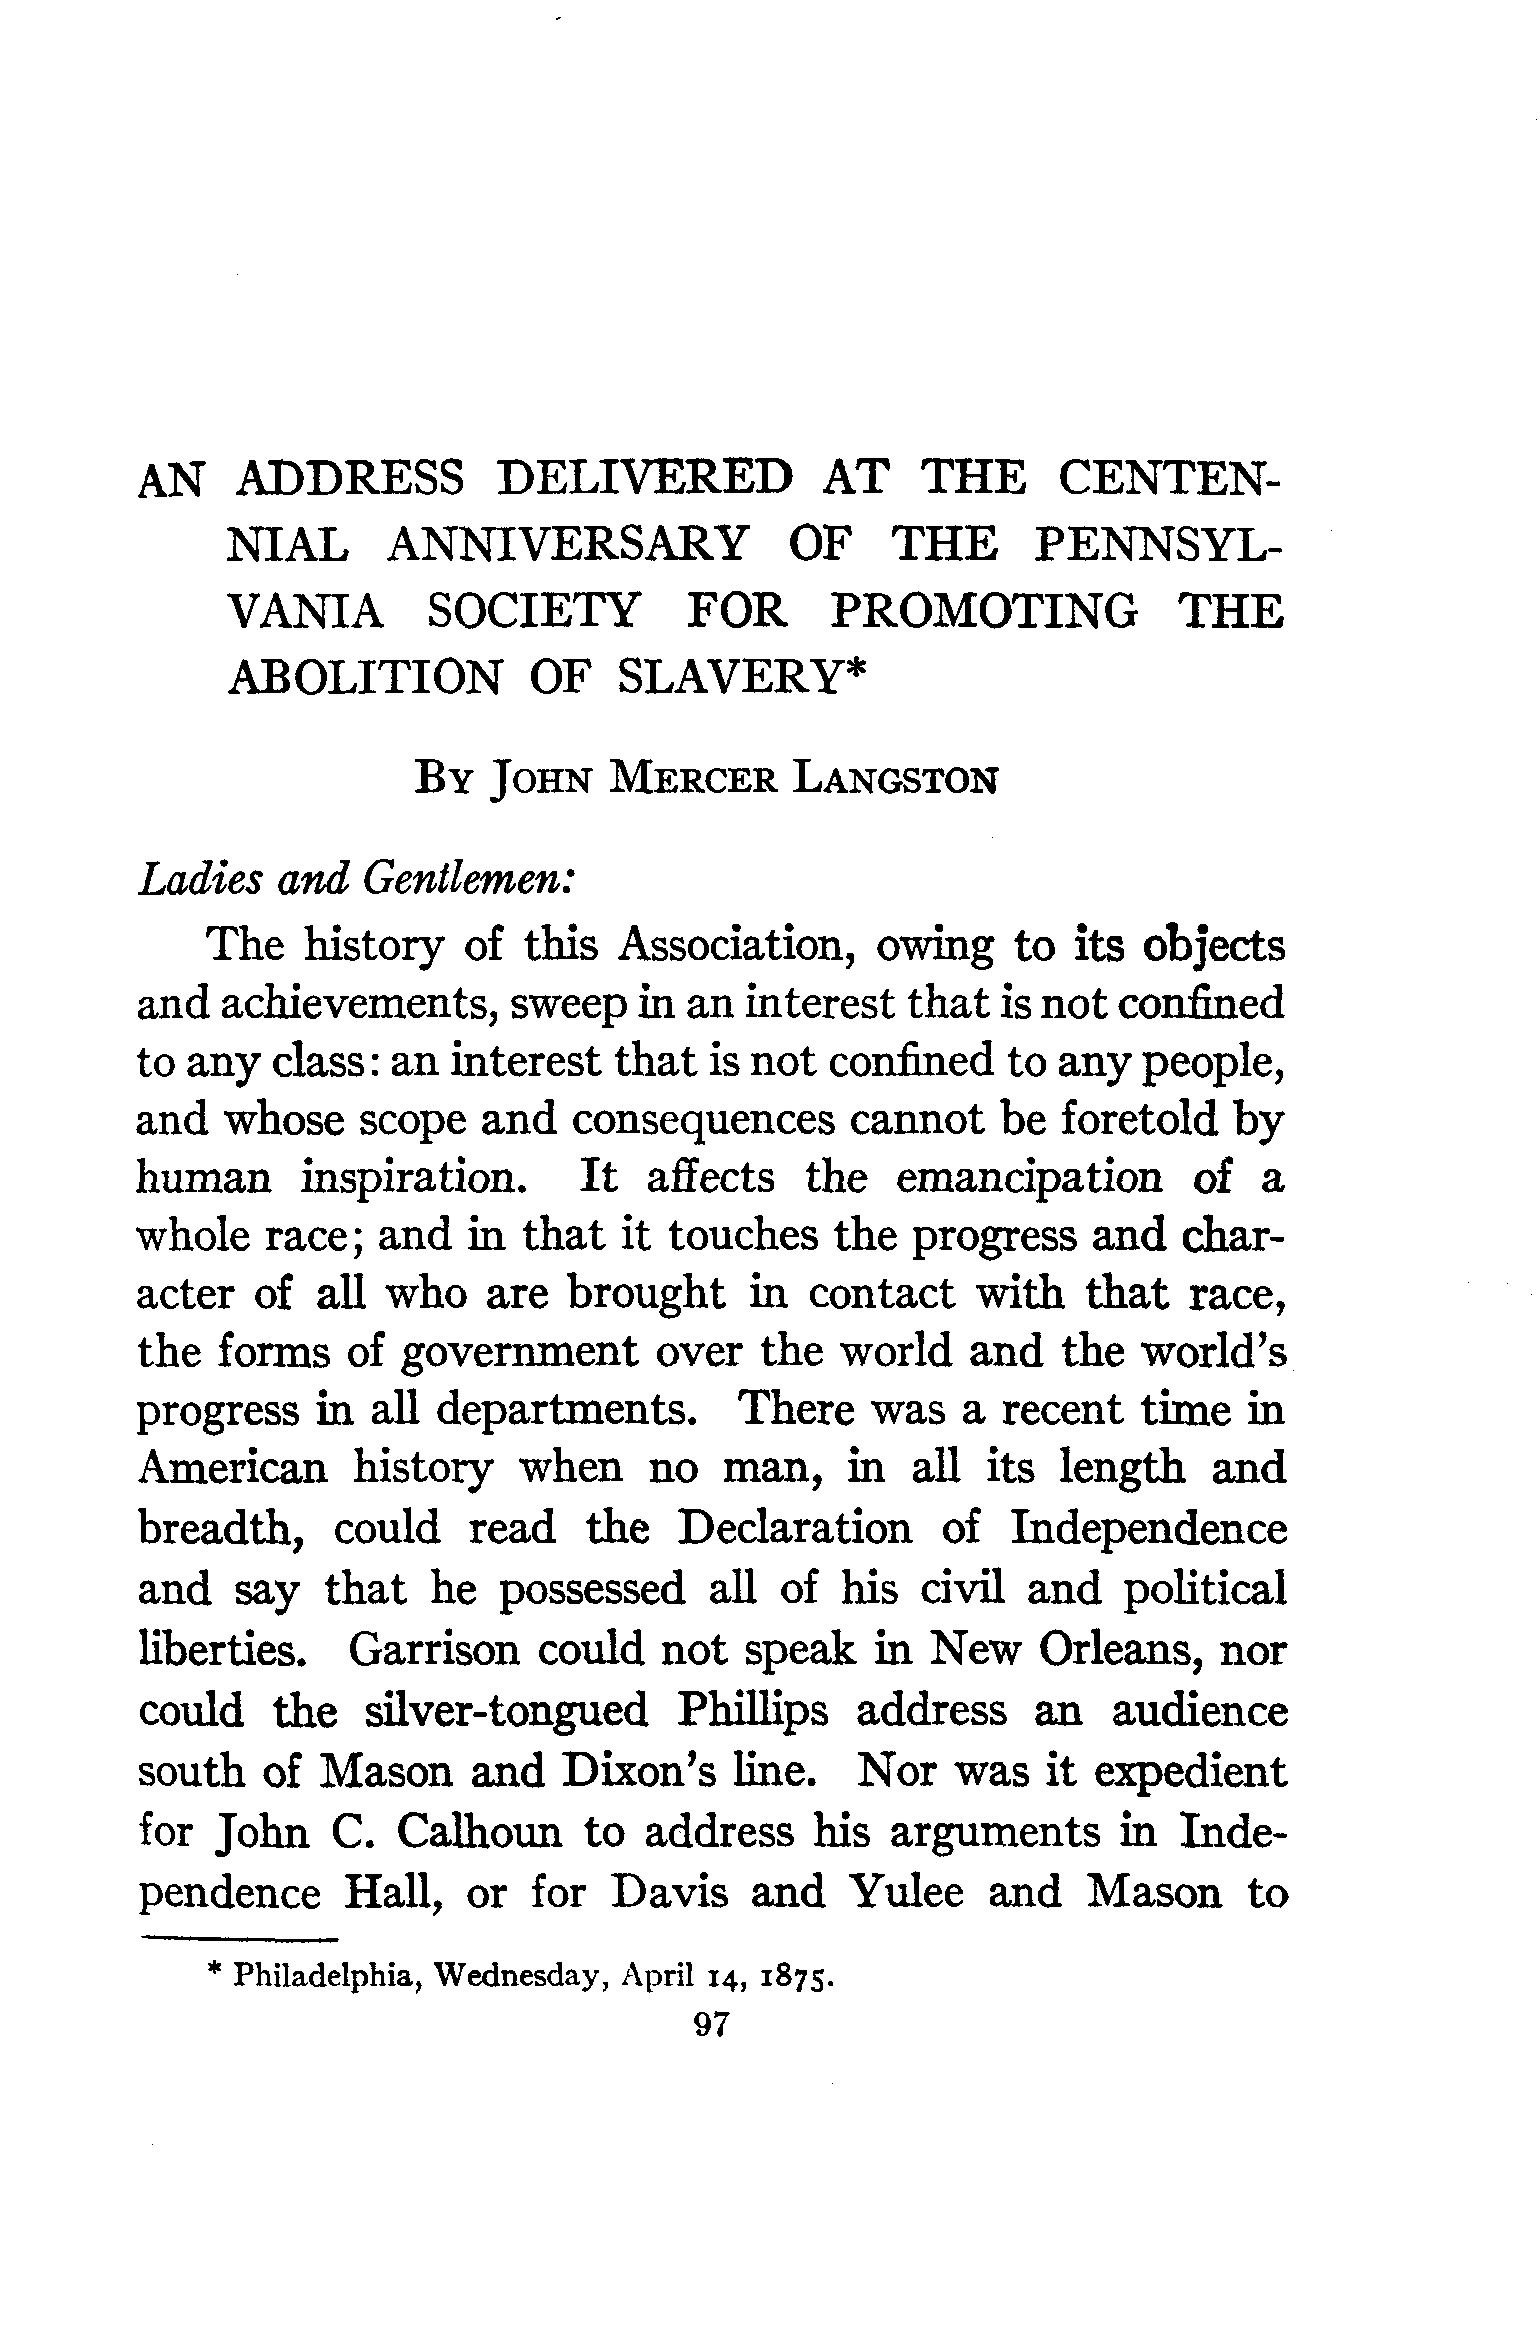 AN ADDRESS DELIVERED AT THE CENTEN-
NIAL ANNIVERSARY OF THE PENNSYL-
VANIA SOCIETY FOR PROMOTING THE
ABOLITION OF SLAVERY*
By John Mercer Langston
Ladies and Gentlemen:
The history of this Association, owing to its objects
and achievements, sweep in an interest that is not confined
to any class: an interest that is not confined to any people,
and whose scope and consequences cannot be foretold by
human inspiration. It affects the emancipation of a
whole race; and in that it touches the progress and char-
acter of all who are brought in contact with that race,
the forms of government over the world and the world's
progress in all departments. There was a recent time in
American history when no man, in all its length and
breadth, could read the Declaration of Independence
and say that he possessed all of his civil and political
liberties. Garrison could not speak in New Orleans, nor
could the silver-tongued Phillips address an audience
south of Mason and Dixon's line. Nor was it expedient
for John C. Calhoun to address his arguments in Inde-
pendence Hall, or for Davis and Yulee and Mason to
* Philadelphia, Wednesday, April 14, 1875.
97